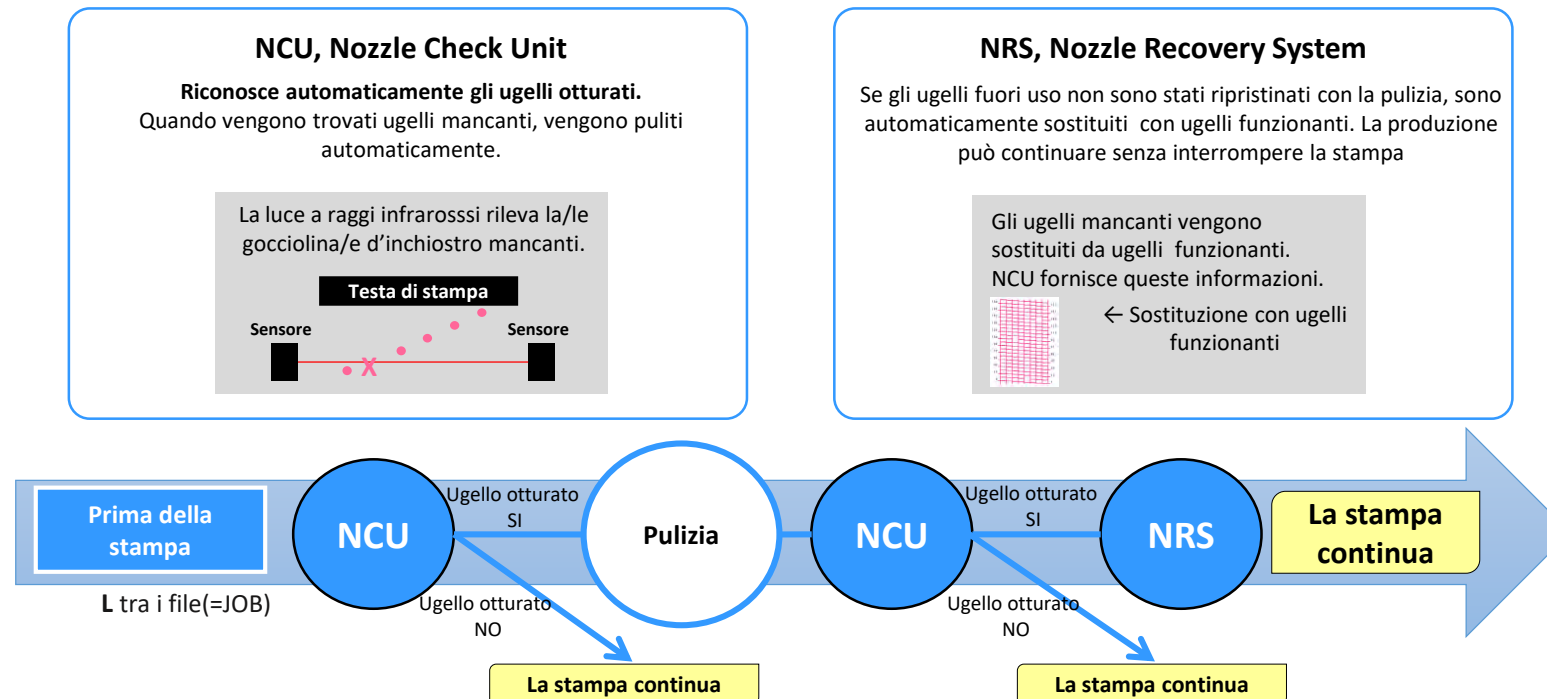 NCU, Nozzle Check Unit
Riconosce automaticamente gli ugelli otturati.
Quando vengono trovati ugelli mancanti, vengono puliti
automaticamente.
La luce a raggi infrarosssi rileva la/le
gocciolina/e d’inchiostro mancanti.
Testa di stampa
Sensore
Sensore
X
NRS, Nozzle Recovery System
Se gli ugelli fuori uso non sono stati ripristinati con la pulizia, sono
automaticamente sostituiti con ugelli funzionanti. La produzione
può continuare senza interrompere la stampa
Gli ugelli mancanti vengono
sostituiti da ugelli funzionanti.
NCU fornisce queste informazioni.
← Sostituzione con ugelli
funzionanti
Prima della
stampa
L tra i file(=JOB)
NCU
Ugello otturato
SI
Ugello otturato
NO
La stampa continua
Pulizia
NCU
Ugello otturato
SI
Ugello otturato
NO
La stampa continua
NRS
La stampa
continua